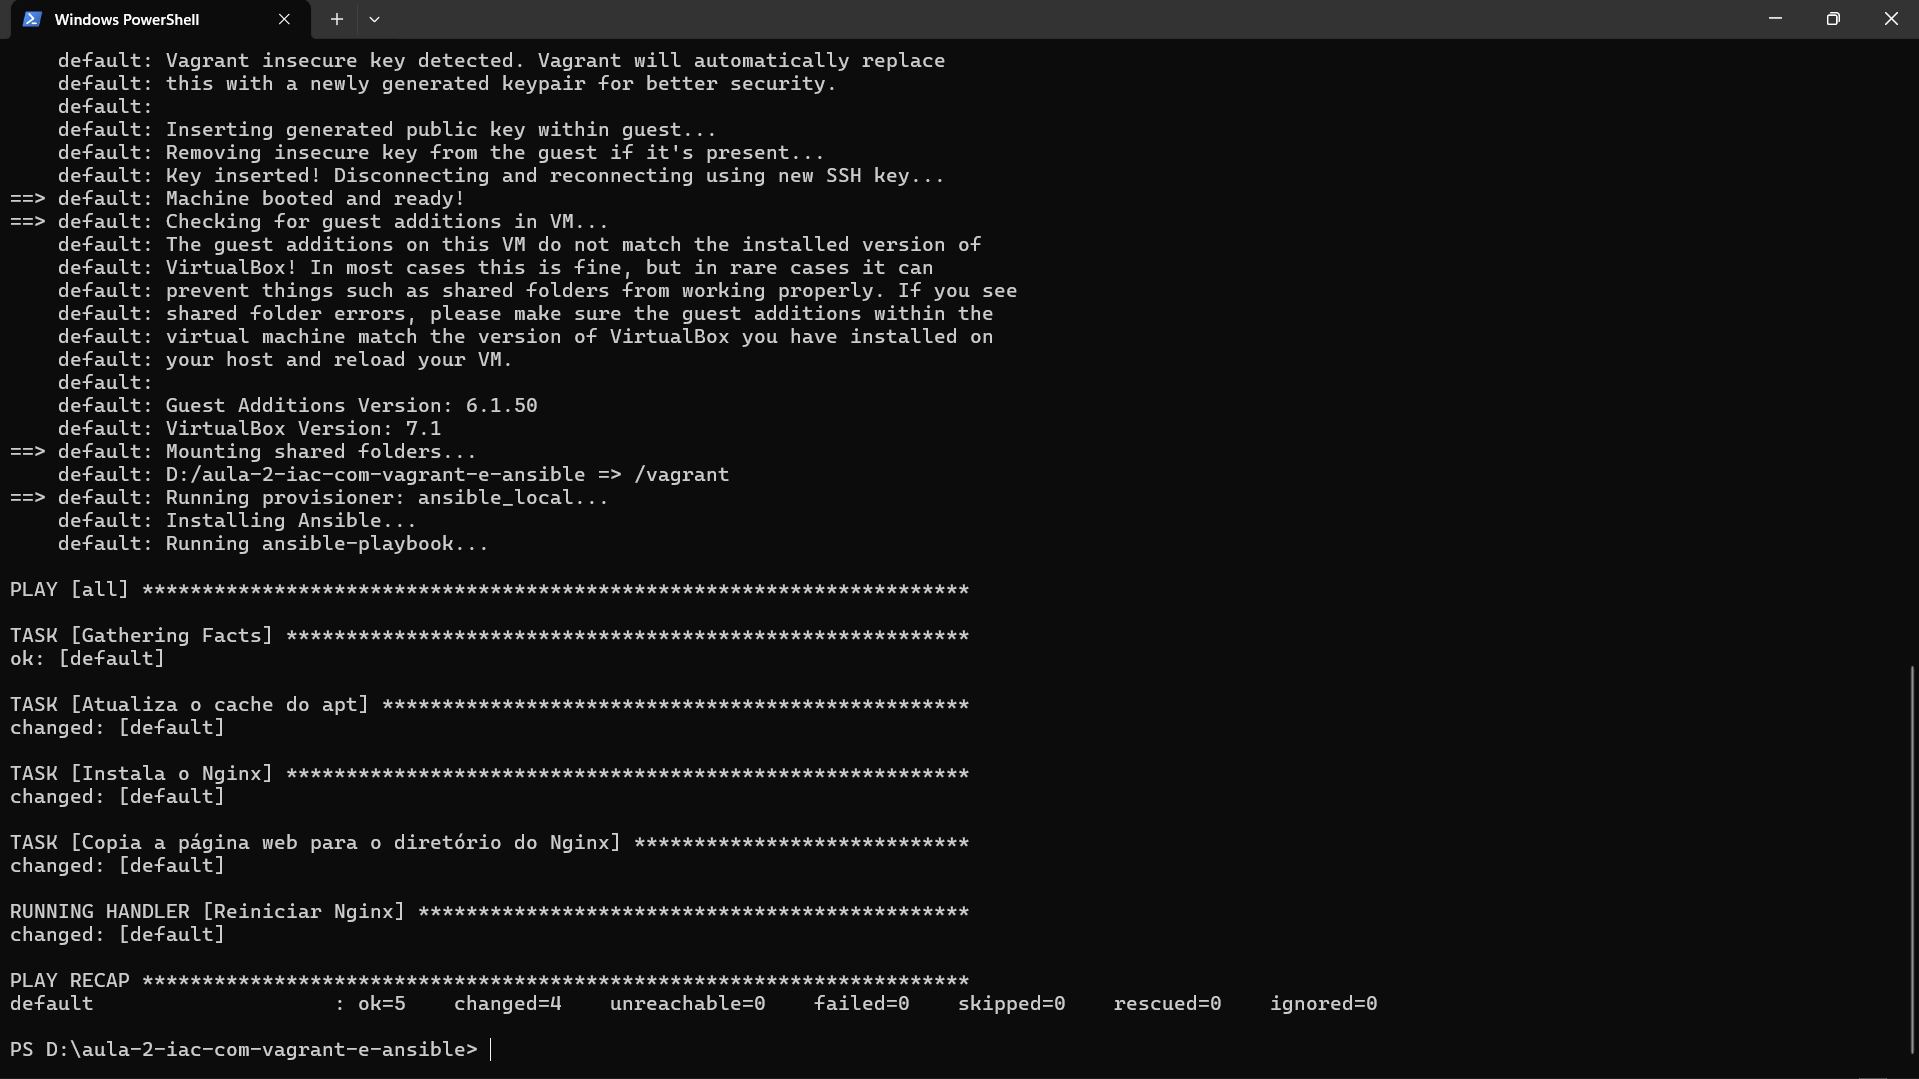 Windows PowerShell
default: Vagrant insecure key detected. Vagrant will automatically replace
default: this with a newly generated keypair for better security.
default:
default: Inserting generated public key within guest...
default: Removing insecure key from the guest if it's present...
default: Key inserted! Disconnecting and reconnecting using new SSH key...
==> default: Machine booted and ready!
==> default: Checking for guest additions in VM...
default: The guest additions on this VM do not match the installed version of
default: VirtualBox! In most cases this is fine, but in rare cases it can
default: prevent things such as shared folders from working properly. If you see
default: shared folder errors, please make sure the guest additions within the
default: virtual machine match the version of VirtualBox you have installed on
default: your host and reload your VM.
default:
default: Guest Additions Version: 6.1.50
default: VirtualBox Version: 7.1
==> default: Mounting shared folders...
default: D:/aula-2-iac-com-vagrant-e-ansible => /vagrant
==> default: Running provisioner: ansible_local...
default: Installing Ansible...
default: Running ansible-playbook...
PLAY [all] *********************************************************************
TASK [Gathering Facts] *********************************************************
ok: [default]
TASK [Atualiza o cache do apt] *************************************************
changed: [default]
TASK [Instala o Nginx] *********************************************************
changed: [default]
TASK [Copia a página web para o diretório do Nginx] ****************************
changed: [default]
RUNNING HANDLER [Reiniciar Nginx] **********************************************
changed: [default]
PLAY RECAP *********************************************************************
default : ok=5 changed=4 unreachable=0 failed=0 skipped=0 rescued=0 ignored=0
PS D:\aula-2-iac-com-vagrant-e-ansible>